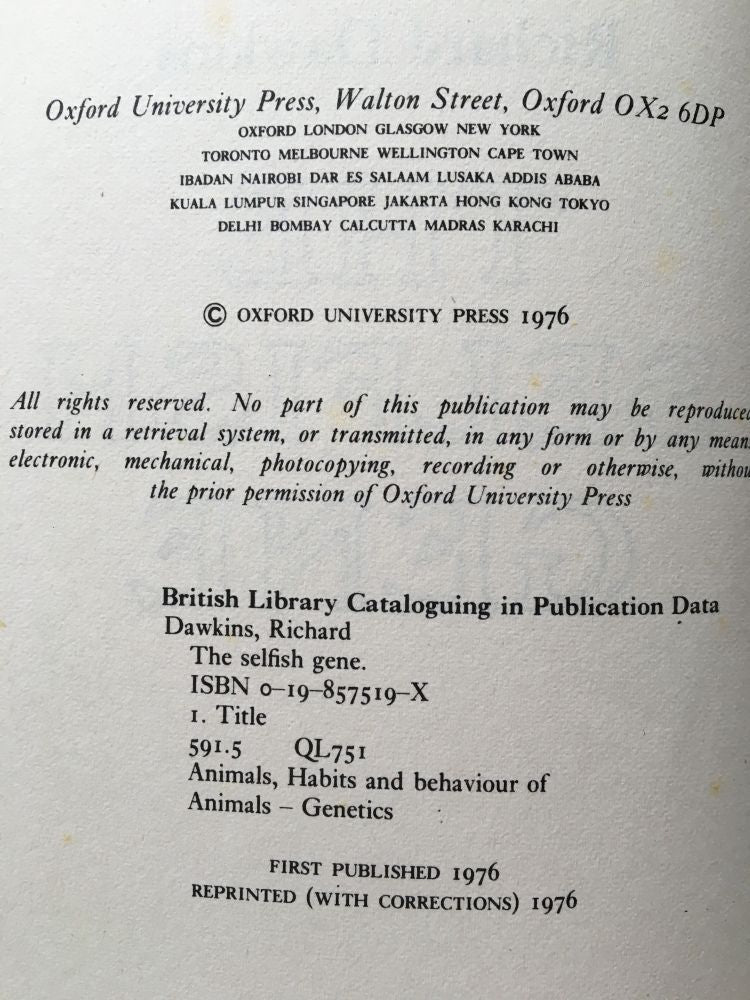 Oxford University Press, Walton Street, Oxford OX2 6DP
OXFORD LONDON GLASGOW NEW YORK
TORONTO MELBOURNE WELLINGTON CAPE TOWN
IBADAN NAIROBI DAR ES SALAAM LUSAKA ADDIS ABABA
KUALA LUMPUR SINGAPORE JAKARTA HONG KONG TOKYO
DELHI BOMBAY CALCUTTA MADRAS KARACHI
© OXFORD UNIVERSITY PRESS 1976
All rights reserved. No part of this publication may be reproduced
stored in a retrieval system, or transmitted, in any form or by any mean
electronic, mechanical, photocopying, recording or otherwise, withou
the prior permission of Oxford University Press
British Library Cataloguing in Publication Data
Dawkins, Richard
The selfish gene.
ISBN 0–19–857519–X
1. Title
591.5 QL751
Animals, Habits and behaviour of
Animals – Genetics
FIRST PUBLISHED 1976
REPRINTED (WITH CORRECTIONS) 1976